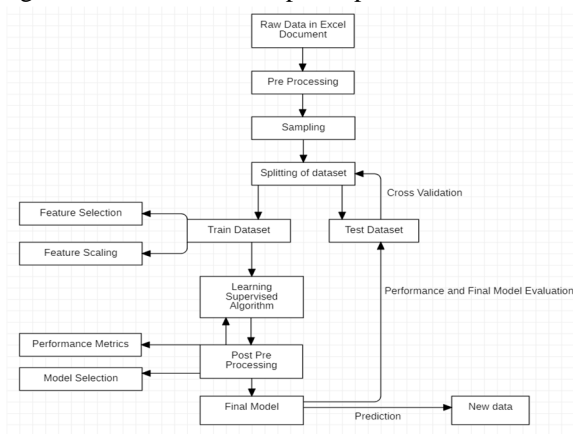 Raw Data in Excel
Document
Pre Processing
Sampling
Splitting of dataset
Cross Validation
Feature Selection
Train Dataset
Test Dataset
Feature Scaling
Learning
Supervised
Algorithm
Performance and Final Model Evaluation
Performance Metrics
Post Pre
Processing
Model Selection
Final Model
Prediction
New data